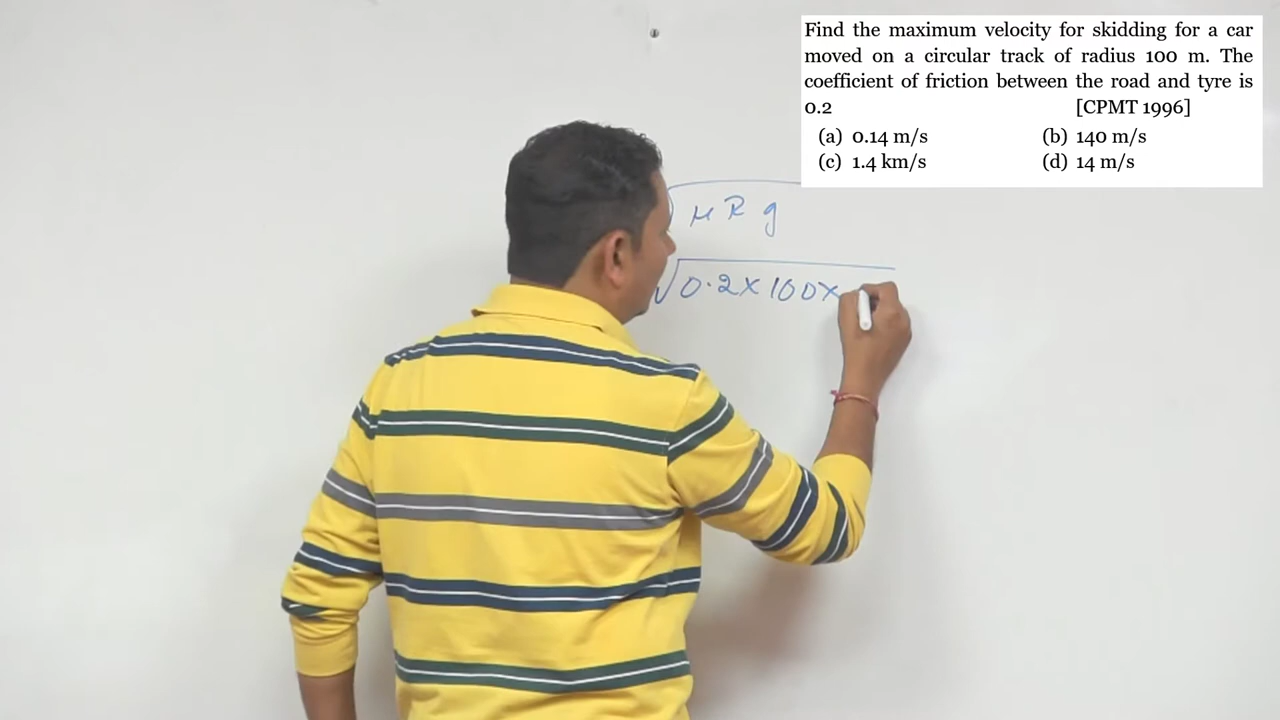 Find the maximum velocity for skidding for a car
moved on a circular track of radius 100 m. The
coefficient of friction between the road and tyre is
0.2 [CPMT 1996]
(a) 0.14 m/s (b) 140 m/s
(c) 1.4 km/s (d) 14 m/s
√μRg
√0.2×100×